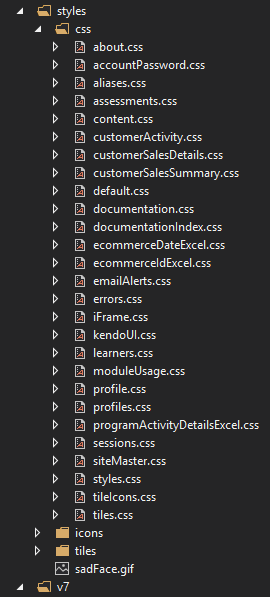 styles
css
about.css
accountPassword.css
aliases.css
assessments.css
content.css
customerActivity.css
customerSalesDetails.css
customerSalesSummary.css
default.css
documentation.css
documentationIndex.css
ecommerceDateExcel.css
ecommerceIdExcel.css
emailAlerts.css
errors.css
iFrame.css
kendoUI.css
learners.css
moduleUsage.css
profile.css
profiles.css
programActivityDetailsExcel.css
sessions.css
siteMaster.css
styles.css
tileIcons.css
tiles.css
icons
tiles
sadFace.gif
v7